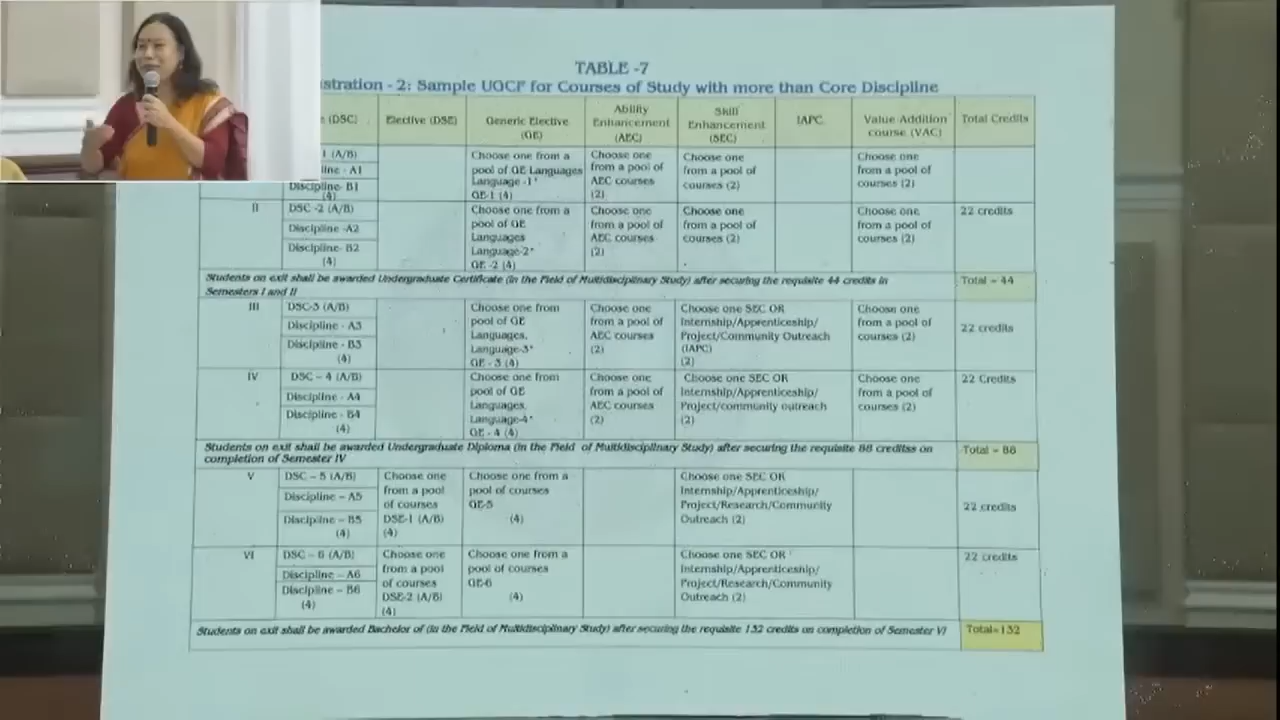 TABLE -7
stration - 2: Sample UGCF for Courses of Study with more than Core Discipline
(DSC)
Elective (DSE)
Generic Elective
(GE)
Ability
Enhancement
(AEC)
Skill
Enhancement
(SEC)
IAPC
Value Addition
course (VAC)
Total Credits
1 (A/B)
line - A1
Discipline- B1
(4)
Choose one from a
pool of GE Languages
Language -1*
GE-1 (4)
Choose one
from a pool of
AEC courses
(2)
Choose one
from a pool of
courses (2)
Choose one
from a pool of
courses (2)
II
DSC -2 (A/B)
Discipline -A2
Discipline- B2
(4)
Choose one from a
pool of GE
Languages
Language-2*
GE -2 (4)
Choose one
from a pool of
AEC courses
(2)
Choose one
from a pool of
courses (2)
Choose one
from a pool of
courses (2)
22 credits
Students on exit shall be awarded Undergraduate Certificate (in the Field of Multidisciplinary Study) after securing the requisite 44 credits in
Semesters I and II
Total = 44
III
DSC-3 (A/B)
Discipline - A3
Discipline - B3
(4)
Choose one from
pool of GE
Languages,
Language-3*
GE - 3 (4)
Choose one
from a pool of
AEC courses
(2)
Choose one SEC OR
Internship/Apprenticeship/
Project/Community Outreach
(IAPC)
(2)
Choose one
from a pool of
courses (2)
22 credits
IV
DSC – 4 (A/B)
Discipline - A4
Discipline - B4
(4)
Choose one from
pool of GE
Languages,
Language-4*
GE - 4 (4)
Choose one
from a pool of
AEC courses
(2)
Choose one SEC OR
Internship/Apprenticeship/
Project/community outreach
(2)
Choose one
from a pool of
courses (2)
22 Credits
Students on exit shall be awarded Undergraduate Diploma (in the Field of Multidisciplinary Study) after securing the requisite 88 creditss on
completion of Semester IV
Total = 88
V
DSC – 5 (A/B)
Discipline – A5
Discipline – B5
(4)
Choose one
from a pool
of courses
DSE-1 (A/B)
(4)
Choose one from a
pool of courses
GE-5
(4)
Choose one SEC OR
Internship/Apprenticeship/
Project/Research/Community
Outreach (2)
22 credits
VI
DSC – 6 (A/B)
Discipline – A6
Discipline – B6
(4)
Choose one
from a pool
of courses
DSE-2 (A/B)
(4)
Choose one from a
pool of courses
GE-6
(4)
Choose one SEC OR
Internship/Apprenticeship/
Project/Research/Community
Outreach (2)
22 credits
Students on exit shall be awarded Bachelor of (in the Field of Multidisciplinary Study) after securing the requisite 132 credits on completion of Semester VI
Total=132